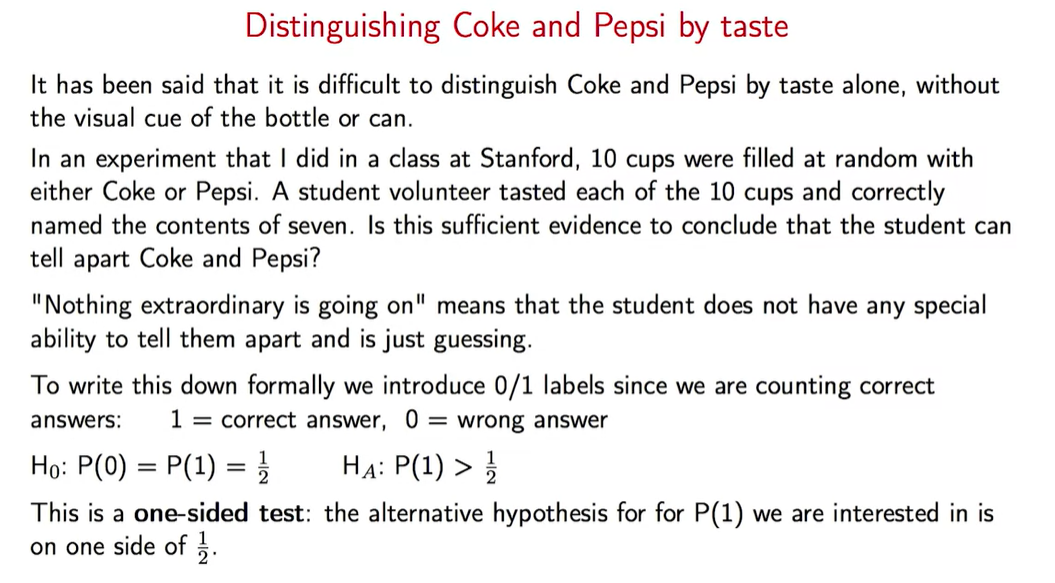 Distinguishing Coke and Pepsi by taste
It has been said that it is difficult to distinguish Coke and Pepsi by taste alone, without
the visual cue of the bottle or can.
In an experiment that I did in a class at Stanford, 10 cups were filled at random with
either Coke or Pepsi. A student volunteer tasted each of the 10 cups and correctly
named the contents of seven. Is this sufficient evidence to conclude that the student can
tell apart Coke and Pepsi?
"Nothing extraordinary is going on" means that the student does not have any special
ability to tell them apart and is just guessing.
To write this down formally we introduce 0/1 labels since we are counting correct
answers: 1 = correct answer, 0 = wrong answer
H₀: P(0) = P(1) = 1/2 H_A: P(1) > 1/2
This is a one-sided test: the alternative hypothesis for for P(1) we are interested in is
on one side of 1/2.